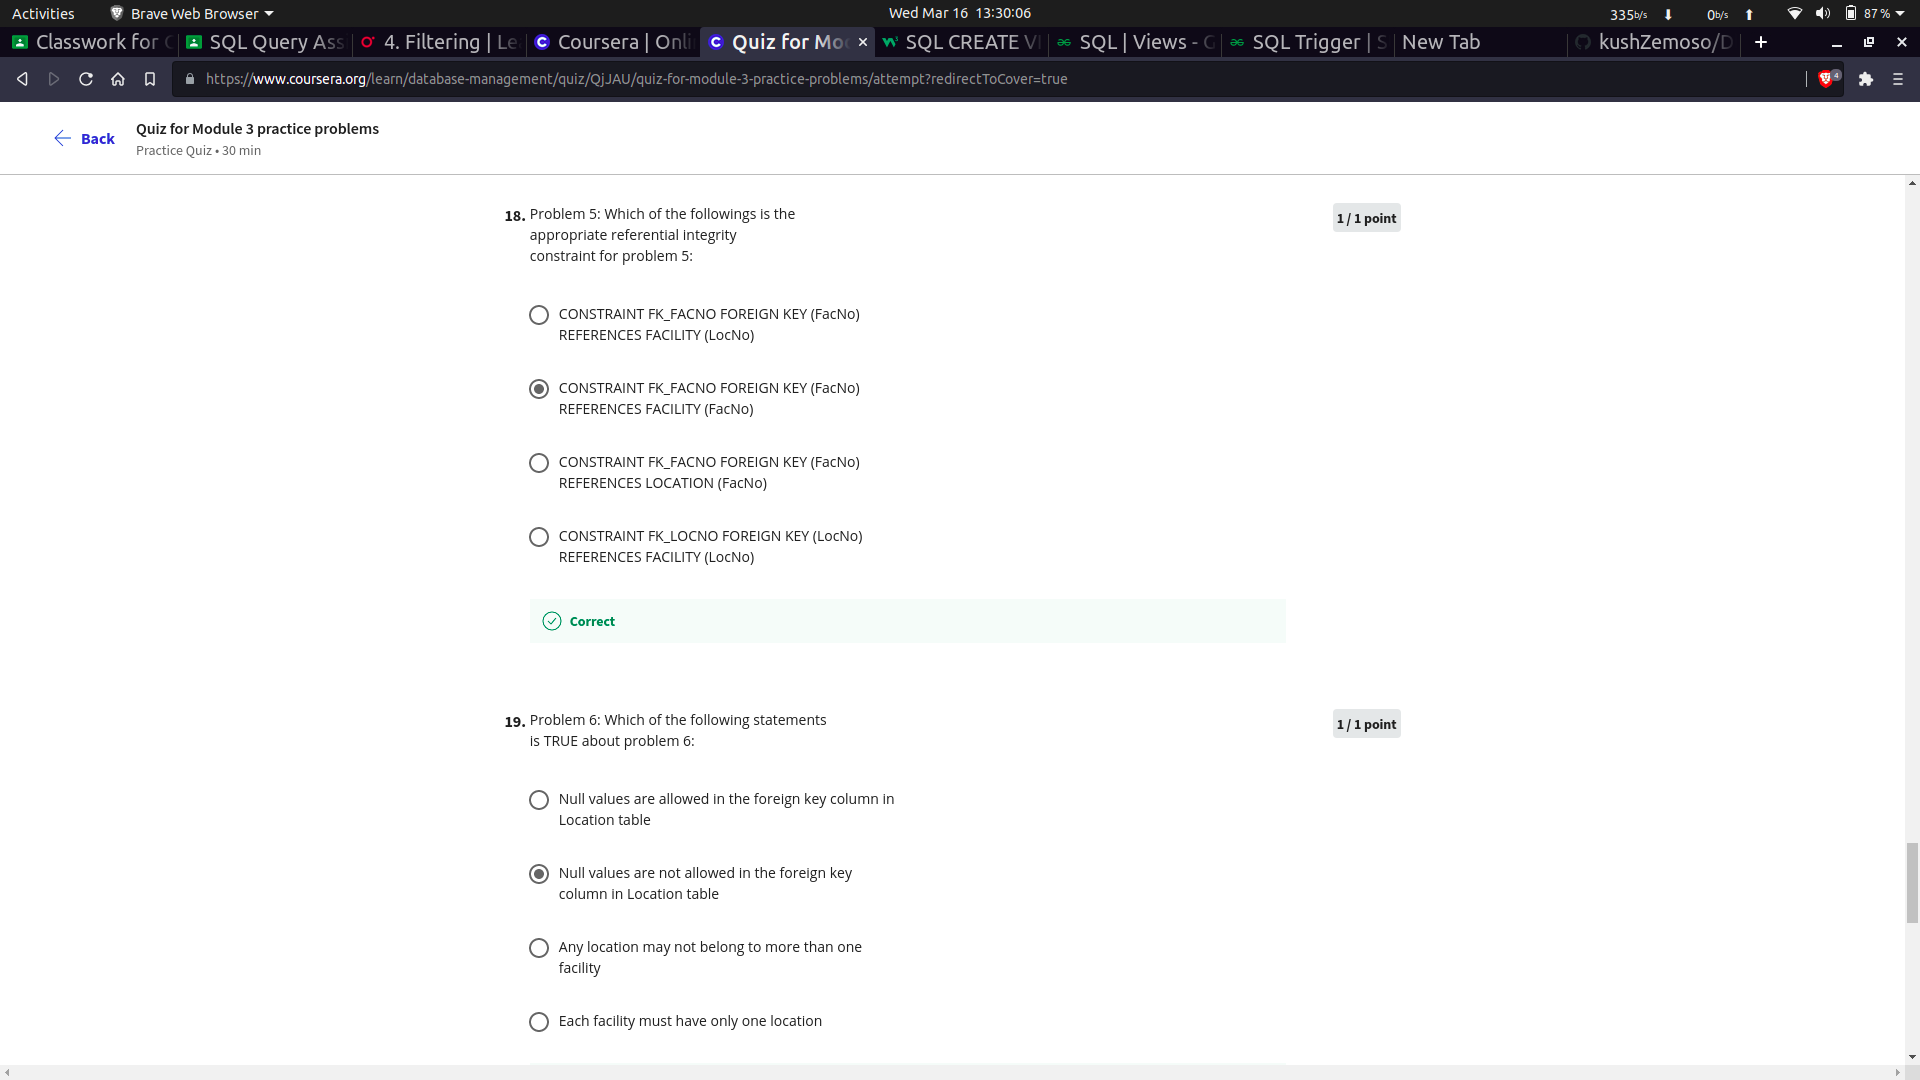 Activities
Brave Web Browser
Wed Mar 16 13:30:06
335b/s
0b/s
87 %
Classwork for
SQL Query Ass
4. Filtering | Le
Coursera | Onli
Quiz for Mo
SQL CREATE V
SQL | Views - G
SQL Trigger | S
New Tab
kushZemoso/D
https://www.coursera.org/learn/database-management/quiz/QjJAU/quiz-for-module-3-practice-problems/attempt?redirectToCover=true
4
Back
Quiz for Module 3 practice problems
Practice Quiz • 30 min
18. Problem 5: Which of the followings is the
appropriate referential integrity
constraint for problem 5:
1 / 1 point
CONSTRAINT FK_FACNO FOREIGN KEY (FacNo)
REFERENCES FACILITY (LocNo)
CONSTRAINT FK_FACNO FOREIGN KEY (FacNo)
REFERENCES FACILITY (FacNo)
CONSTRAINT FK_FACNO FOREIGN KEY (FacNo)
REFERENCES LOCATION (FacNo)
CONSTRAINT FK_LOCNO FOREIGN KEY (LocNo)
REFERENCES FACILITY (LocNo)
Correct
19. Problem 6: Which of the following statements
is TRUE about problem 6:
1 / 1 point
Null values are allowed in the foreign key column in
Location table
Null values are not allowed in the foreign key
column in Location table
Any location may not belong to more than one
facility
Each facility must have only one location